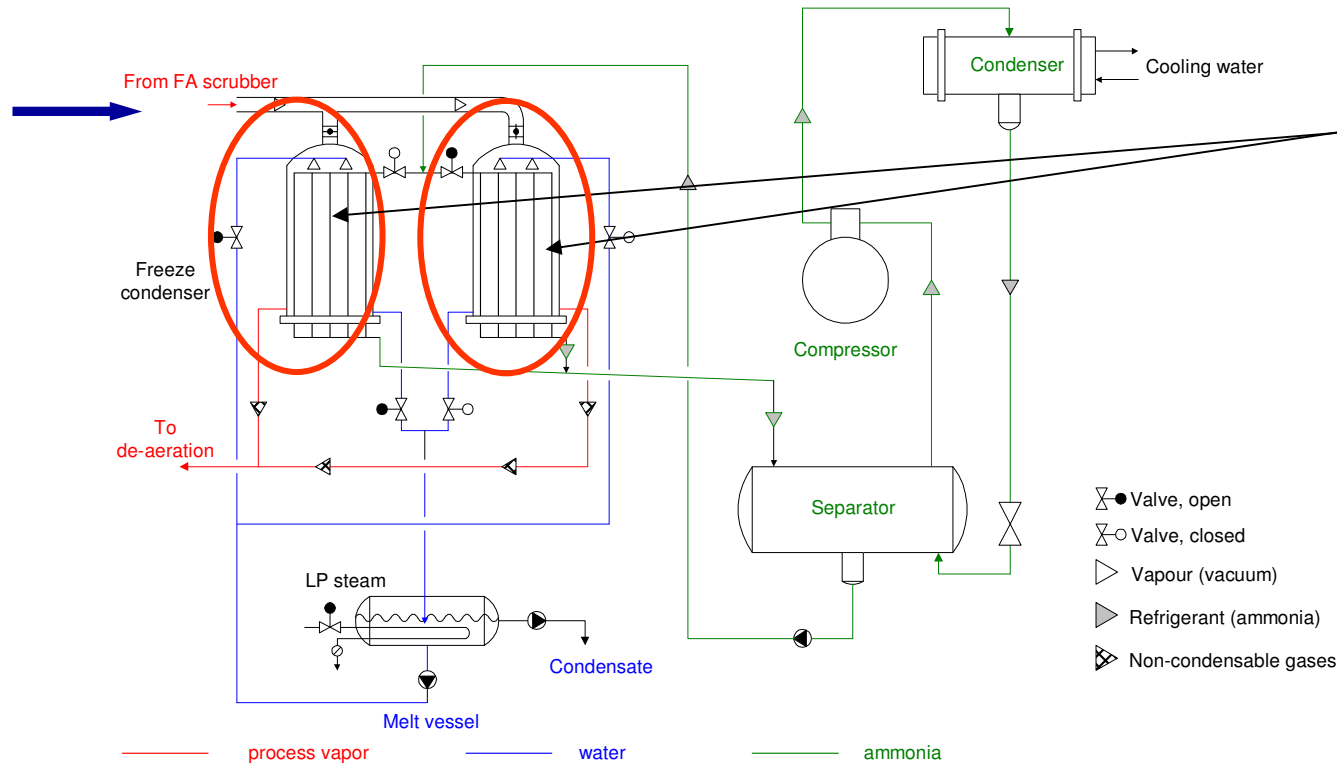 From FA scrubber
Condenser
Cooling water
Freeze
condenser
Compressor
To
de-aeration
Separator
Valve, open
Valve, closed
LP steam
Vapour (vacuum)
Refrigerant (ammonia)
Condensate
Non-condensable gases
Melt vessel
process vapor
water
ammonia